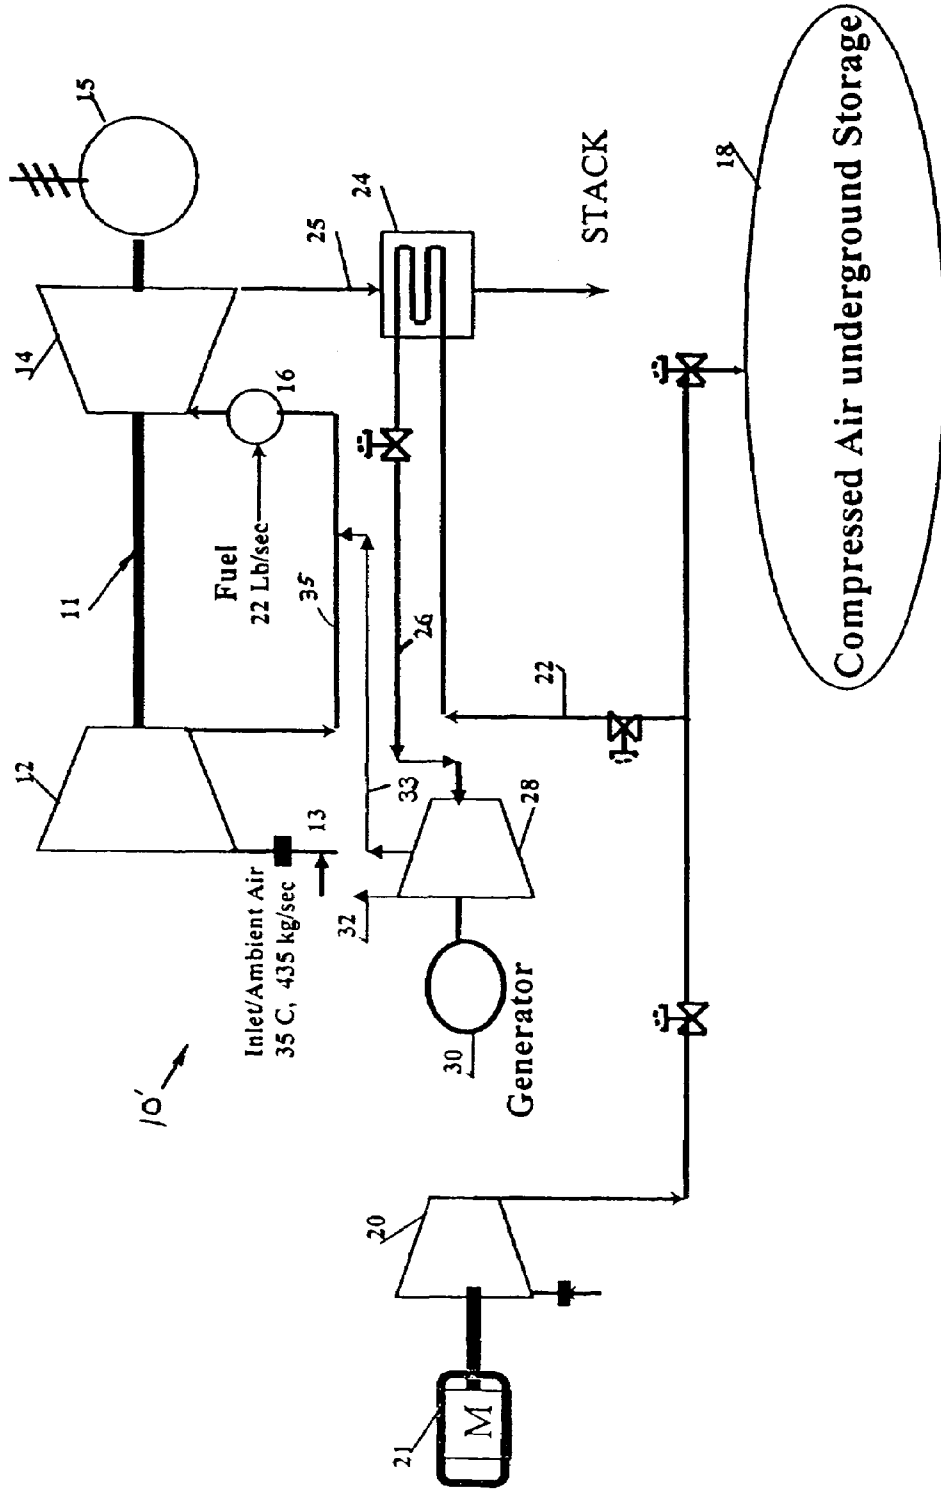 10'
11
12
Inlet/Ambient Air
35 C, 435 kg/sec
13
14
15
Fuel
22 Lb/sec
16
35
25
24
STACK
26
33
32
28
30
Generator
22
20
21
M
18
Compressed Air underground Storage